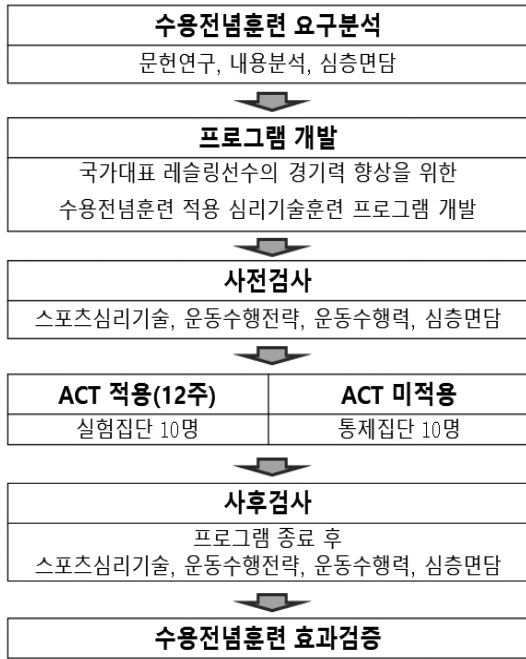 수용전념훈련 요구분석
문헌연구, 내용분석, 심층면담
프로그램 개발
국가대표 레슬링선수의 경기력 향상을 위한
수용전념훈련 적용 심리기술훈련 프로그램 개발
사전검사
스포츠심리기술, 운동수행전략, 운동수행력, 심층면담
ACT 적용(12주)
실험집단 10명
ACT 미적용
통제집단 10명
사후검사
프로그램 종료 후
스포츠심리기술, 운동수행전략, 운동수행력, 심층면담
수용전념훈련 효과검증